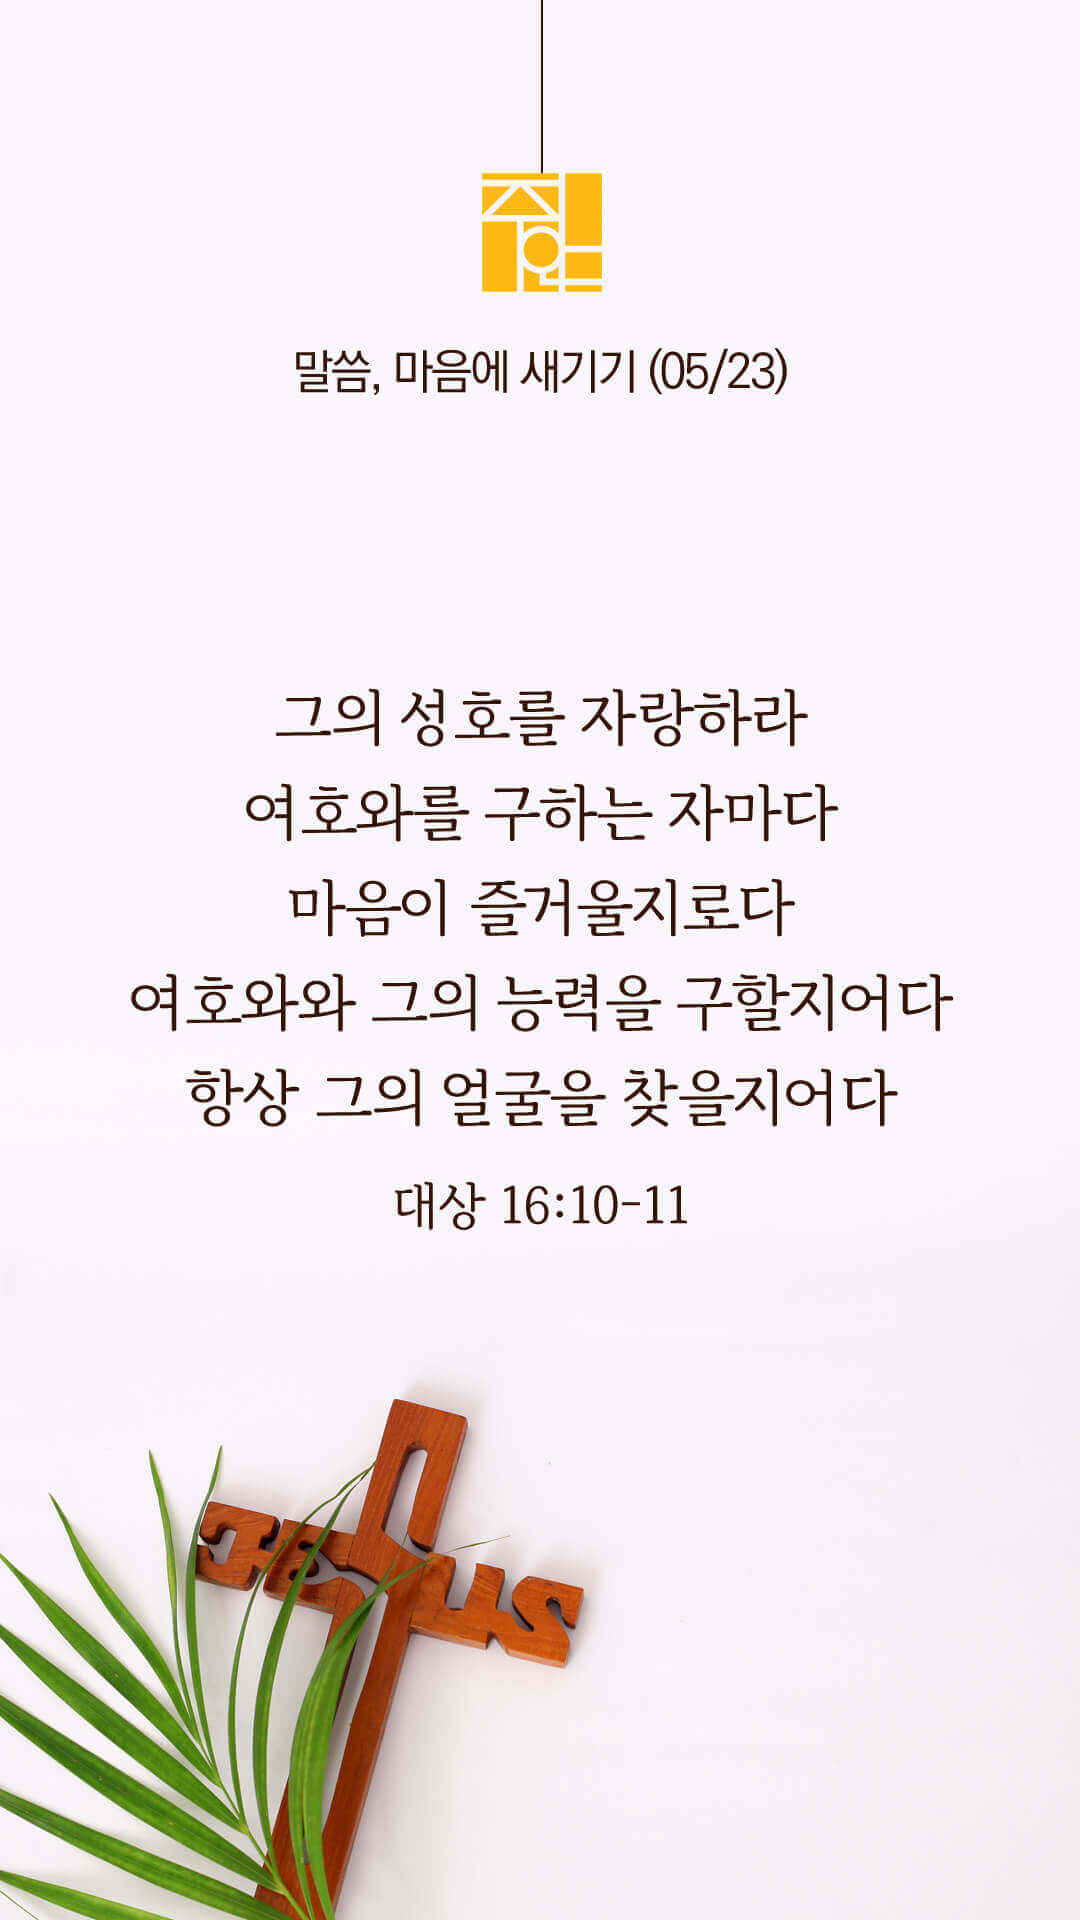 주인
말씀, 마음에 새기기 (05/23)
그의 성호를 자랑하라
여호와를 구하는 자마다
마음이 즐거울지로다
여호와와 그의 능력을 구할지어다
항상 그의 얼굴을 찾을지어다
대상 16:10-11
JESUS